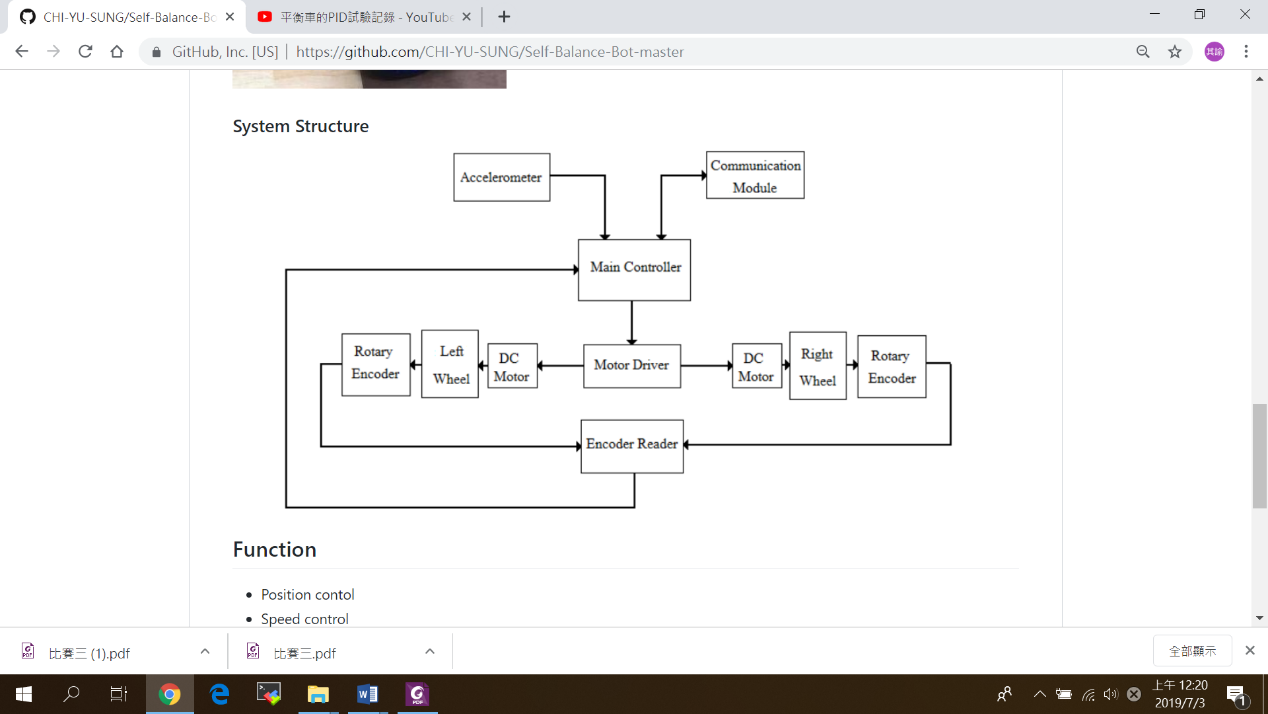 CHI-YU-SUNG/Self-Balance-Bo
平衡車的PID試驗記錄 - YouTube
GitHub, Inc. [US] | https://github.com/CHI-YU-SUNG/Self-Balance-Bot-master
其諭
System Structure
Accelerometer
Communication
Module
Main Controller
Rotary
Encoder
Left
Wheel
DC
Motor
Motor Driver
DC
Motor
Right
Wheel
Rotary
Encoder
Encoder Reader
Function
Position contol
Speed control
比賽三 (1).pdf
比賽三.pdf
全部顯示
上午 12:20
2019/7/3
1